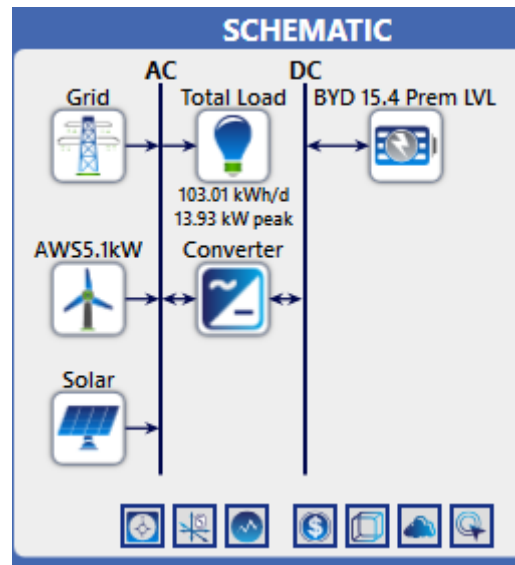 SCHEMATIC
AC DC
Grid Total Load BYD 15.4 Prem LVL
103.01 kWh/d
13.93 kW peak
AWS5.1kW Converter
Solar